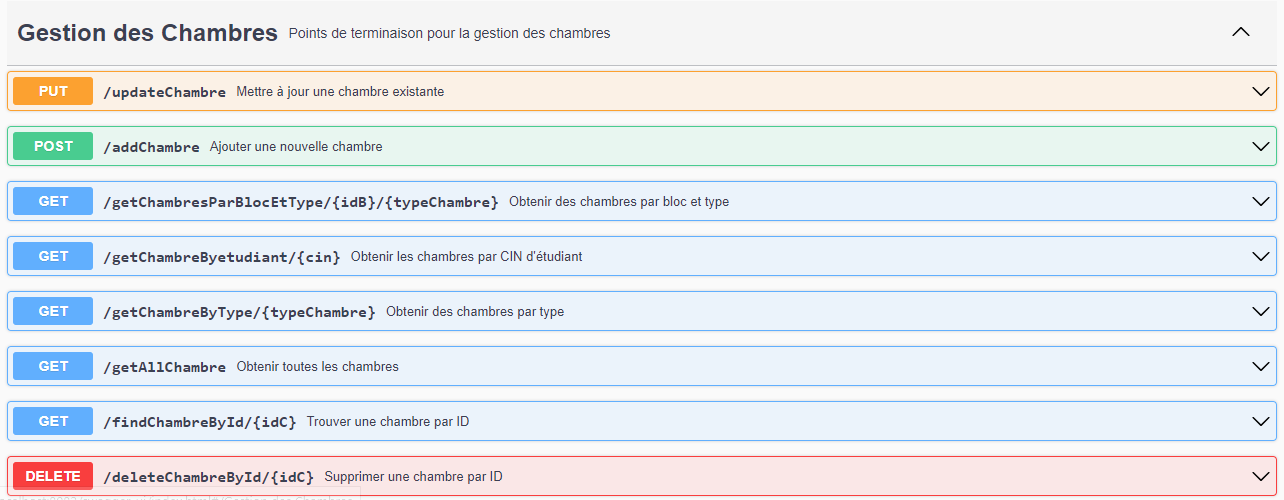 Gestion des Chambres Points de terminaison pour la gestion des chambres
PUT /updateChambre Mettre à jour une chambre existante
POST /addChambre Ajouter une nouvelle chambre
GET /getChambresParBlocEtType/{idB}/{typeChambre} Obtenir des chambres par bloc et type
GET /getChambreByetudiant/{cin} Obtenir les chambres par CIN d'étudiant
GET /getChambreByType/{typeChambre} Obtenir des chambres par type
GET /getAllChambre Obtenir toutes les chambres
GET /findChambreById/{idC} Trouver une chambre par ID
DELETE /deleteChambreById/{idC} Supprimer une chambre par ID